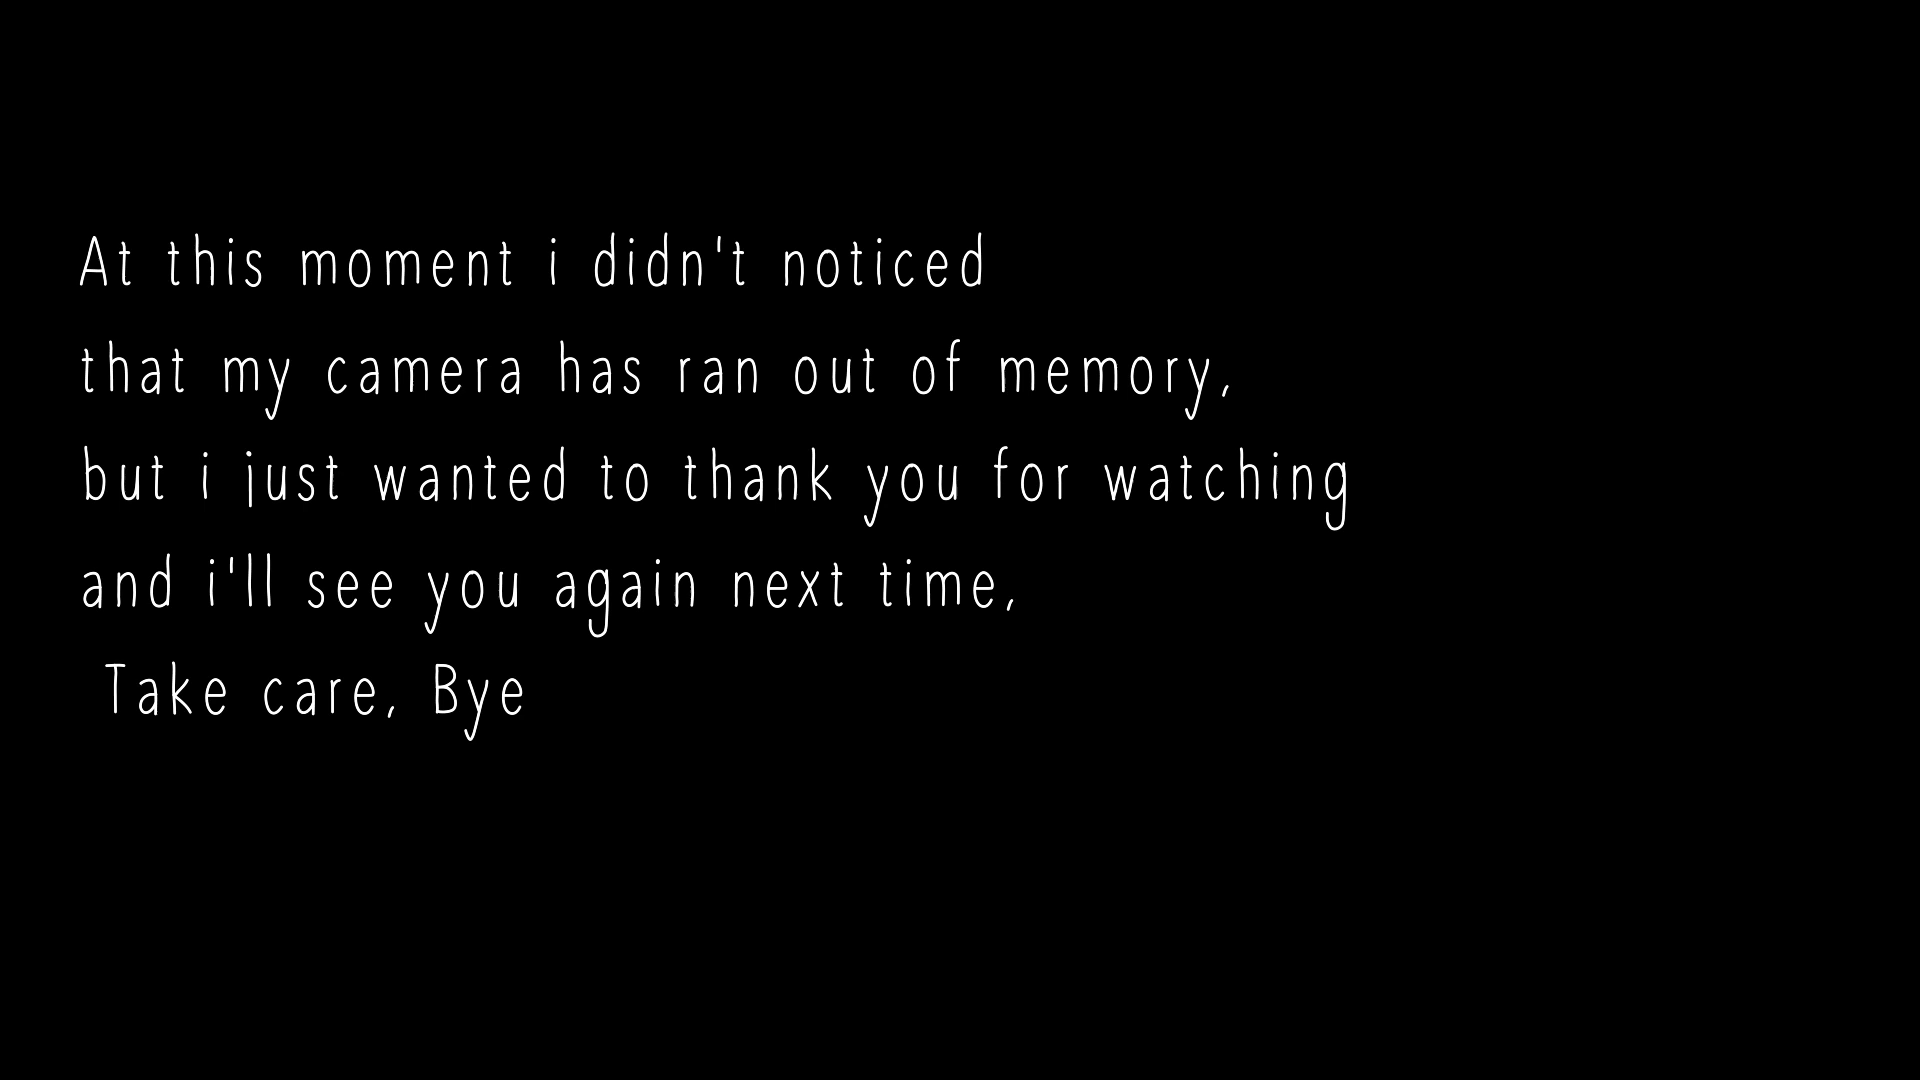 At this moment i didn't noticed
that my camera has ran out of memory,
but i just wanted to thank you for watching
and i'll see you again next time,
Take care, Bye